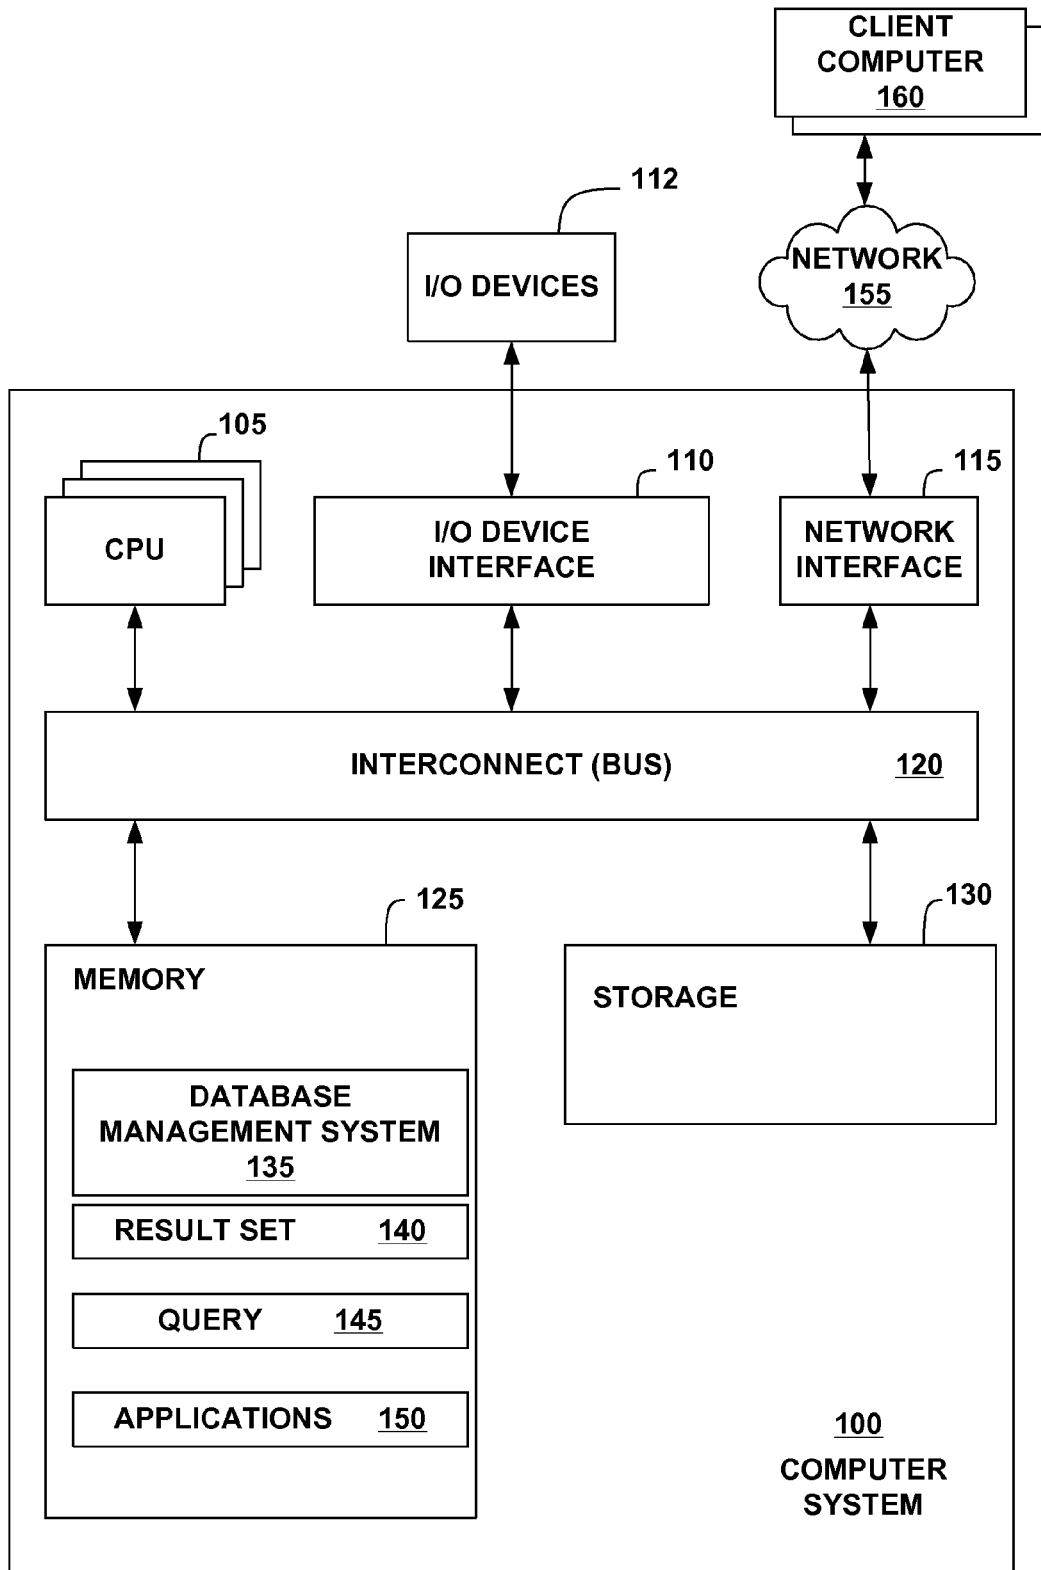 CLIENT
COMPUTER
160
112
I/O DEVICES
NETWORK
155
105
CPU
110
I/O DEVICE
INTERFACE
115
NETWORK
INTERFACE
INTERCONNECT (BUS) 120
125
MEMORY
DATABASE
MANAGEMENT SYSTEM
135
RESULT SET 140
QUERY 145
APPLICATIONS 150
130
STORAGE
100
COMPUTER
SYSTEM